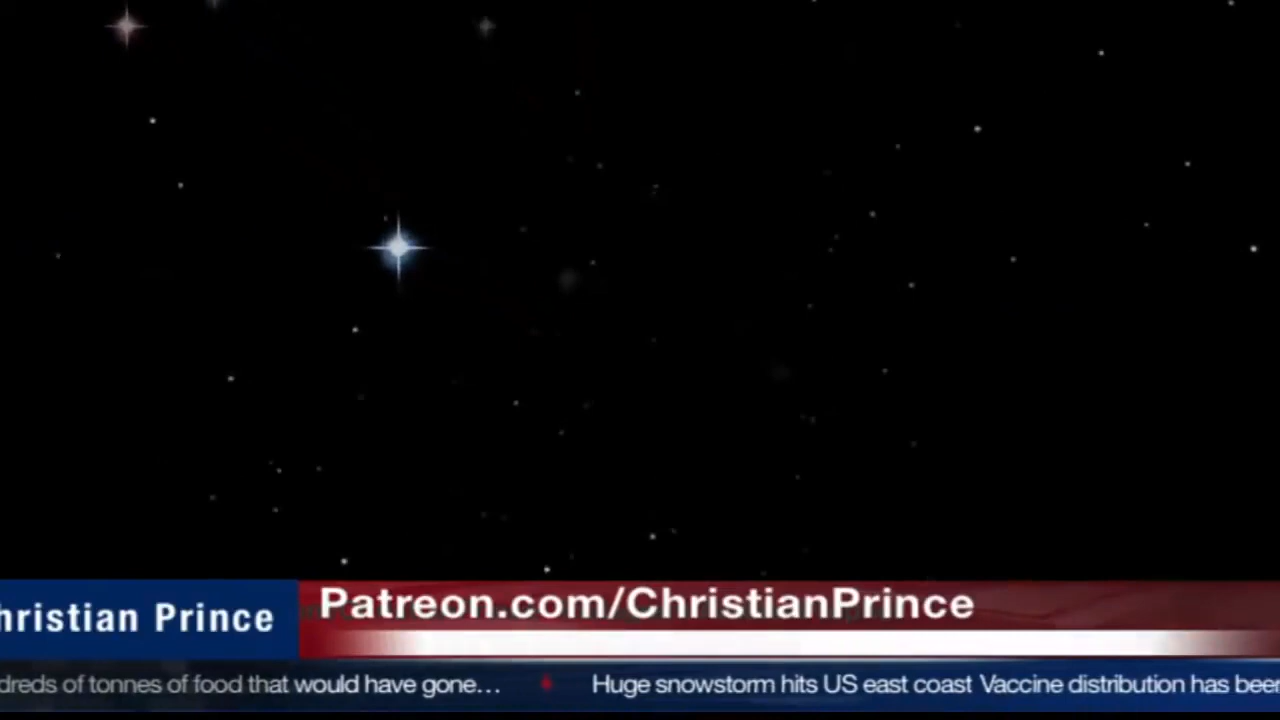 hristian Prince
Patreon.com/ChristianPrince
dreds of tonnes of food that would have gone… Huge snowstorm hits US east coast Vaccine distribution has been